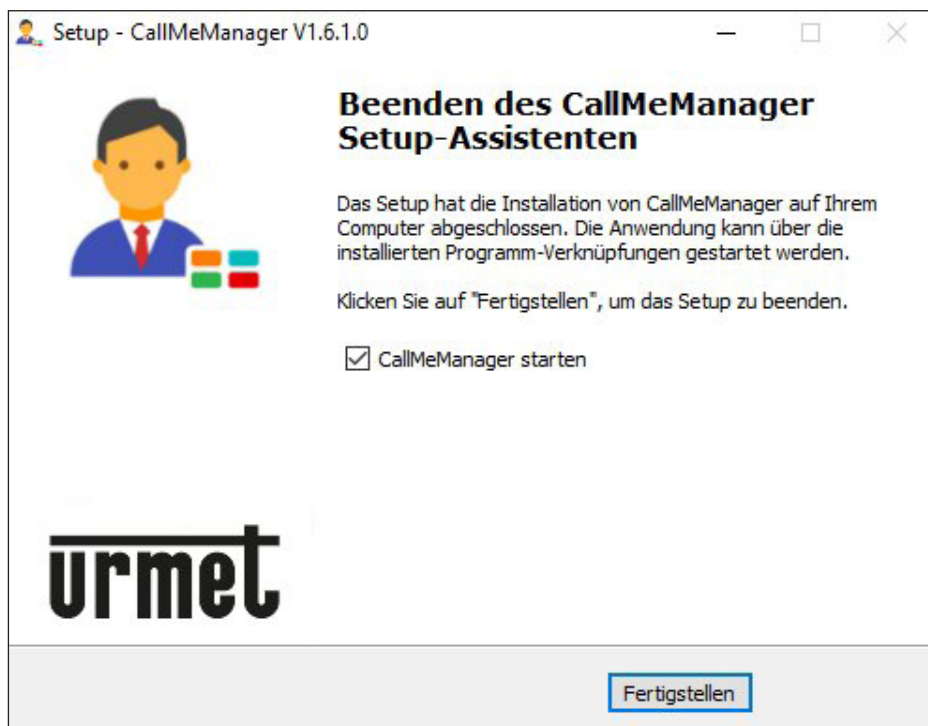 Setup - CallMeManager V1.6.1.0
Beenden des CallMeManager
Setup-Assistenten
Das Setup hat die Installation von CallMeManager auf Ihrem
Computer abgeschlossen. Die Anwendung kann über die
installierten Programm-Verknüpfungen gestartet werden.
Klicken Sie auf "Fertigstellen", um das Setup zu beenden.
CallMeManager starten
urmet
Fertigstellen